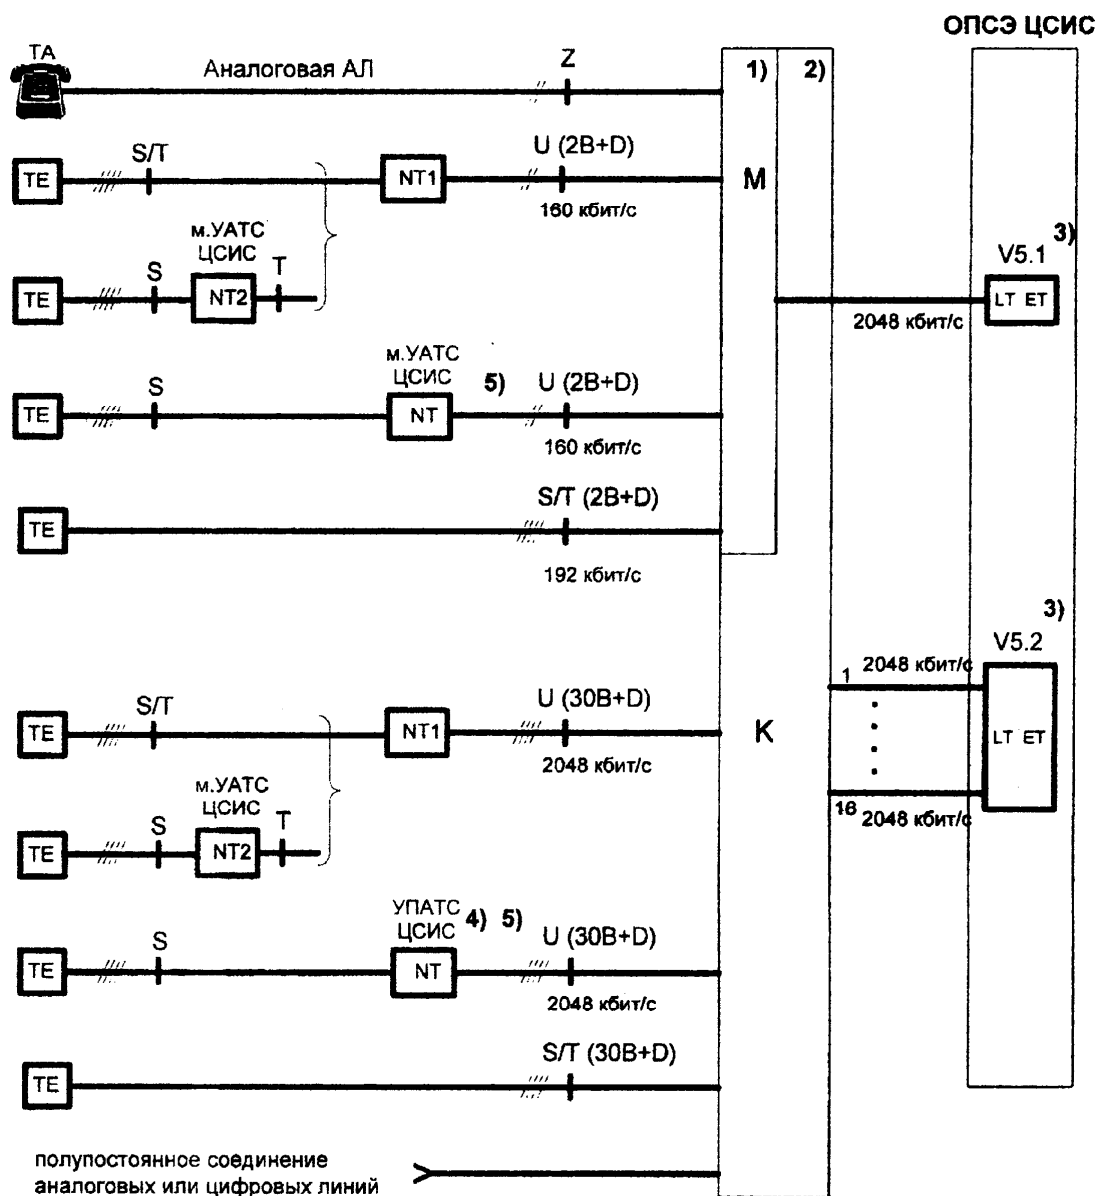 ОПСЭ ЦСИС
ТА
Аналоговая АЛ
Z
1)
2)
TE
S/T
NT1
U (2B+D)
160 кбит/с
М
м.УАТС
ЦСИС
TE
S
NT2
T
3)
V5.1
LT ET
2048 кбит/с
м.УАТС
ЦСИС
5)
TE
S
NT
U (2B+D)
160 кбит/с
TE
S/T (2B+D)
192 кбит/с
3)
V5.2
1
2048 кбит/с
LT ET
16
2048 кбит/с
TE
S/T
NT1
U (30B+D)
2048 кбит/с
К
м.УАТС
ЦСИС
TE
S
NT2
T
УПАТС
ЦСИС
4)
5)
TE
S
NT
U (30B+D)
2048 кбит/с
TE
S/T (30B+D)
полупостоянное соединение
аналоговых или цифровых линий